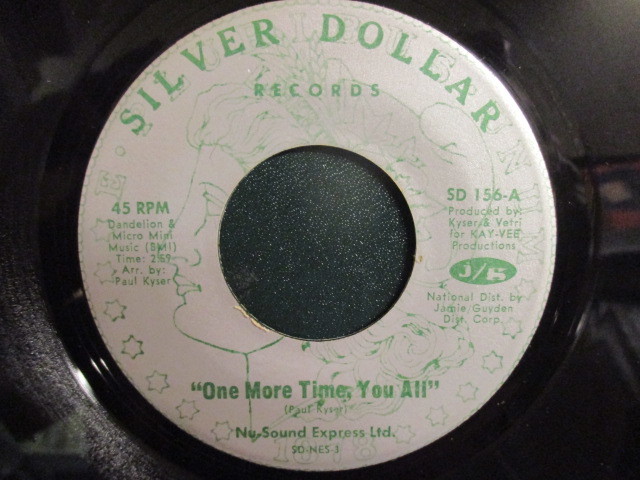 SILVER DOLLAR
RECORDS
45 RPM
Dandelion &
Micro Mini
Music (BMI)
Time: 2:59
Arr. by:
Paul Kyser
SD 156-A
Produced by:
Kyser & Vetri
for KAY-VEE
Productions
j/g
National Dist. by
Jamie Guyden
Dist. Corp.
"One More Time, You All"
(Paul Kyser)
Nu-Sound Express Ltd.
SD-NES-1